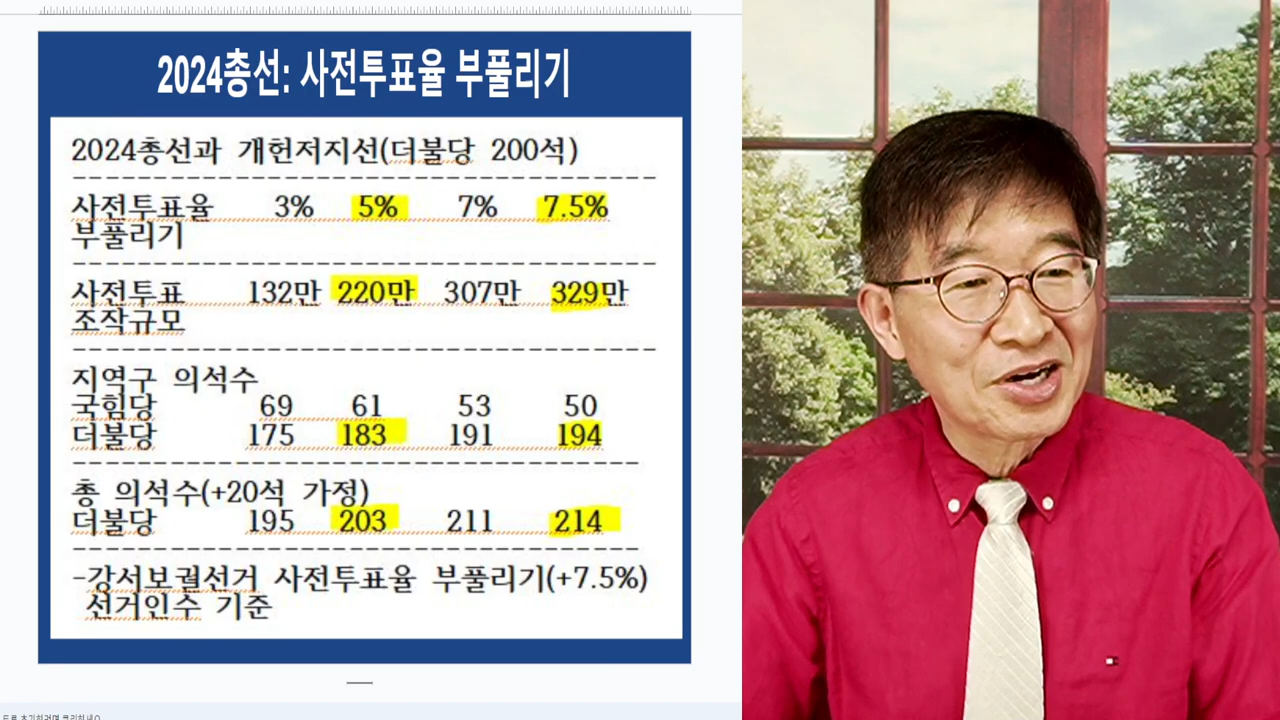 2024총선: 사전투표율 부풀리기
2024총선과 개헌저지선(더불당 200석)
사전투표율 3% 5% 7% 7.5%
부풀리기
사전투표 132만 220만 307만 329만
조작규모
지역구 의석수
국힘당 69 61 53 50
더불당 175 183 191 194
총 의석수(+20석 가정)
더불당 195 203 211 214
-강서보궐선거 사전투표율 부풀리기(+7.5%)
선거인수 기준